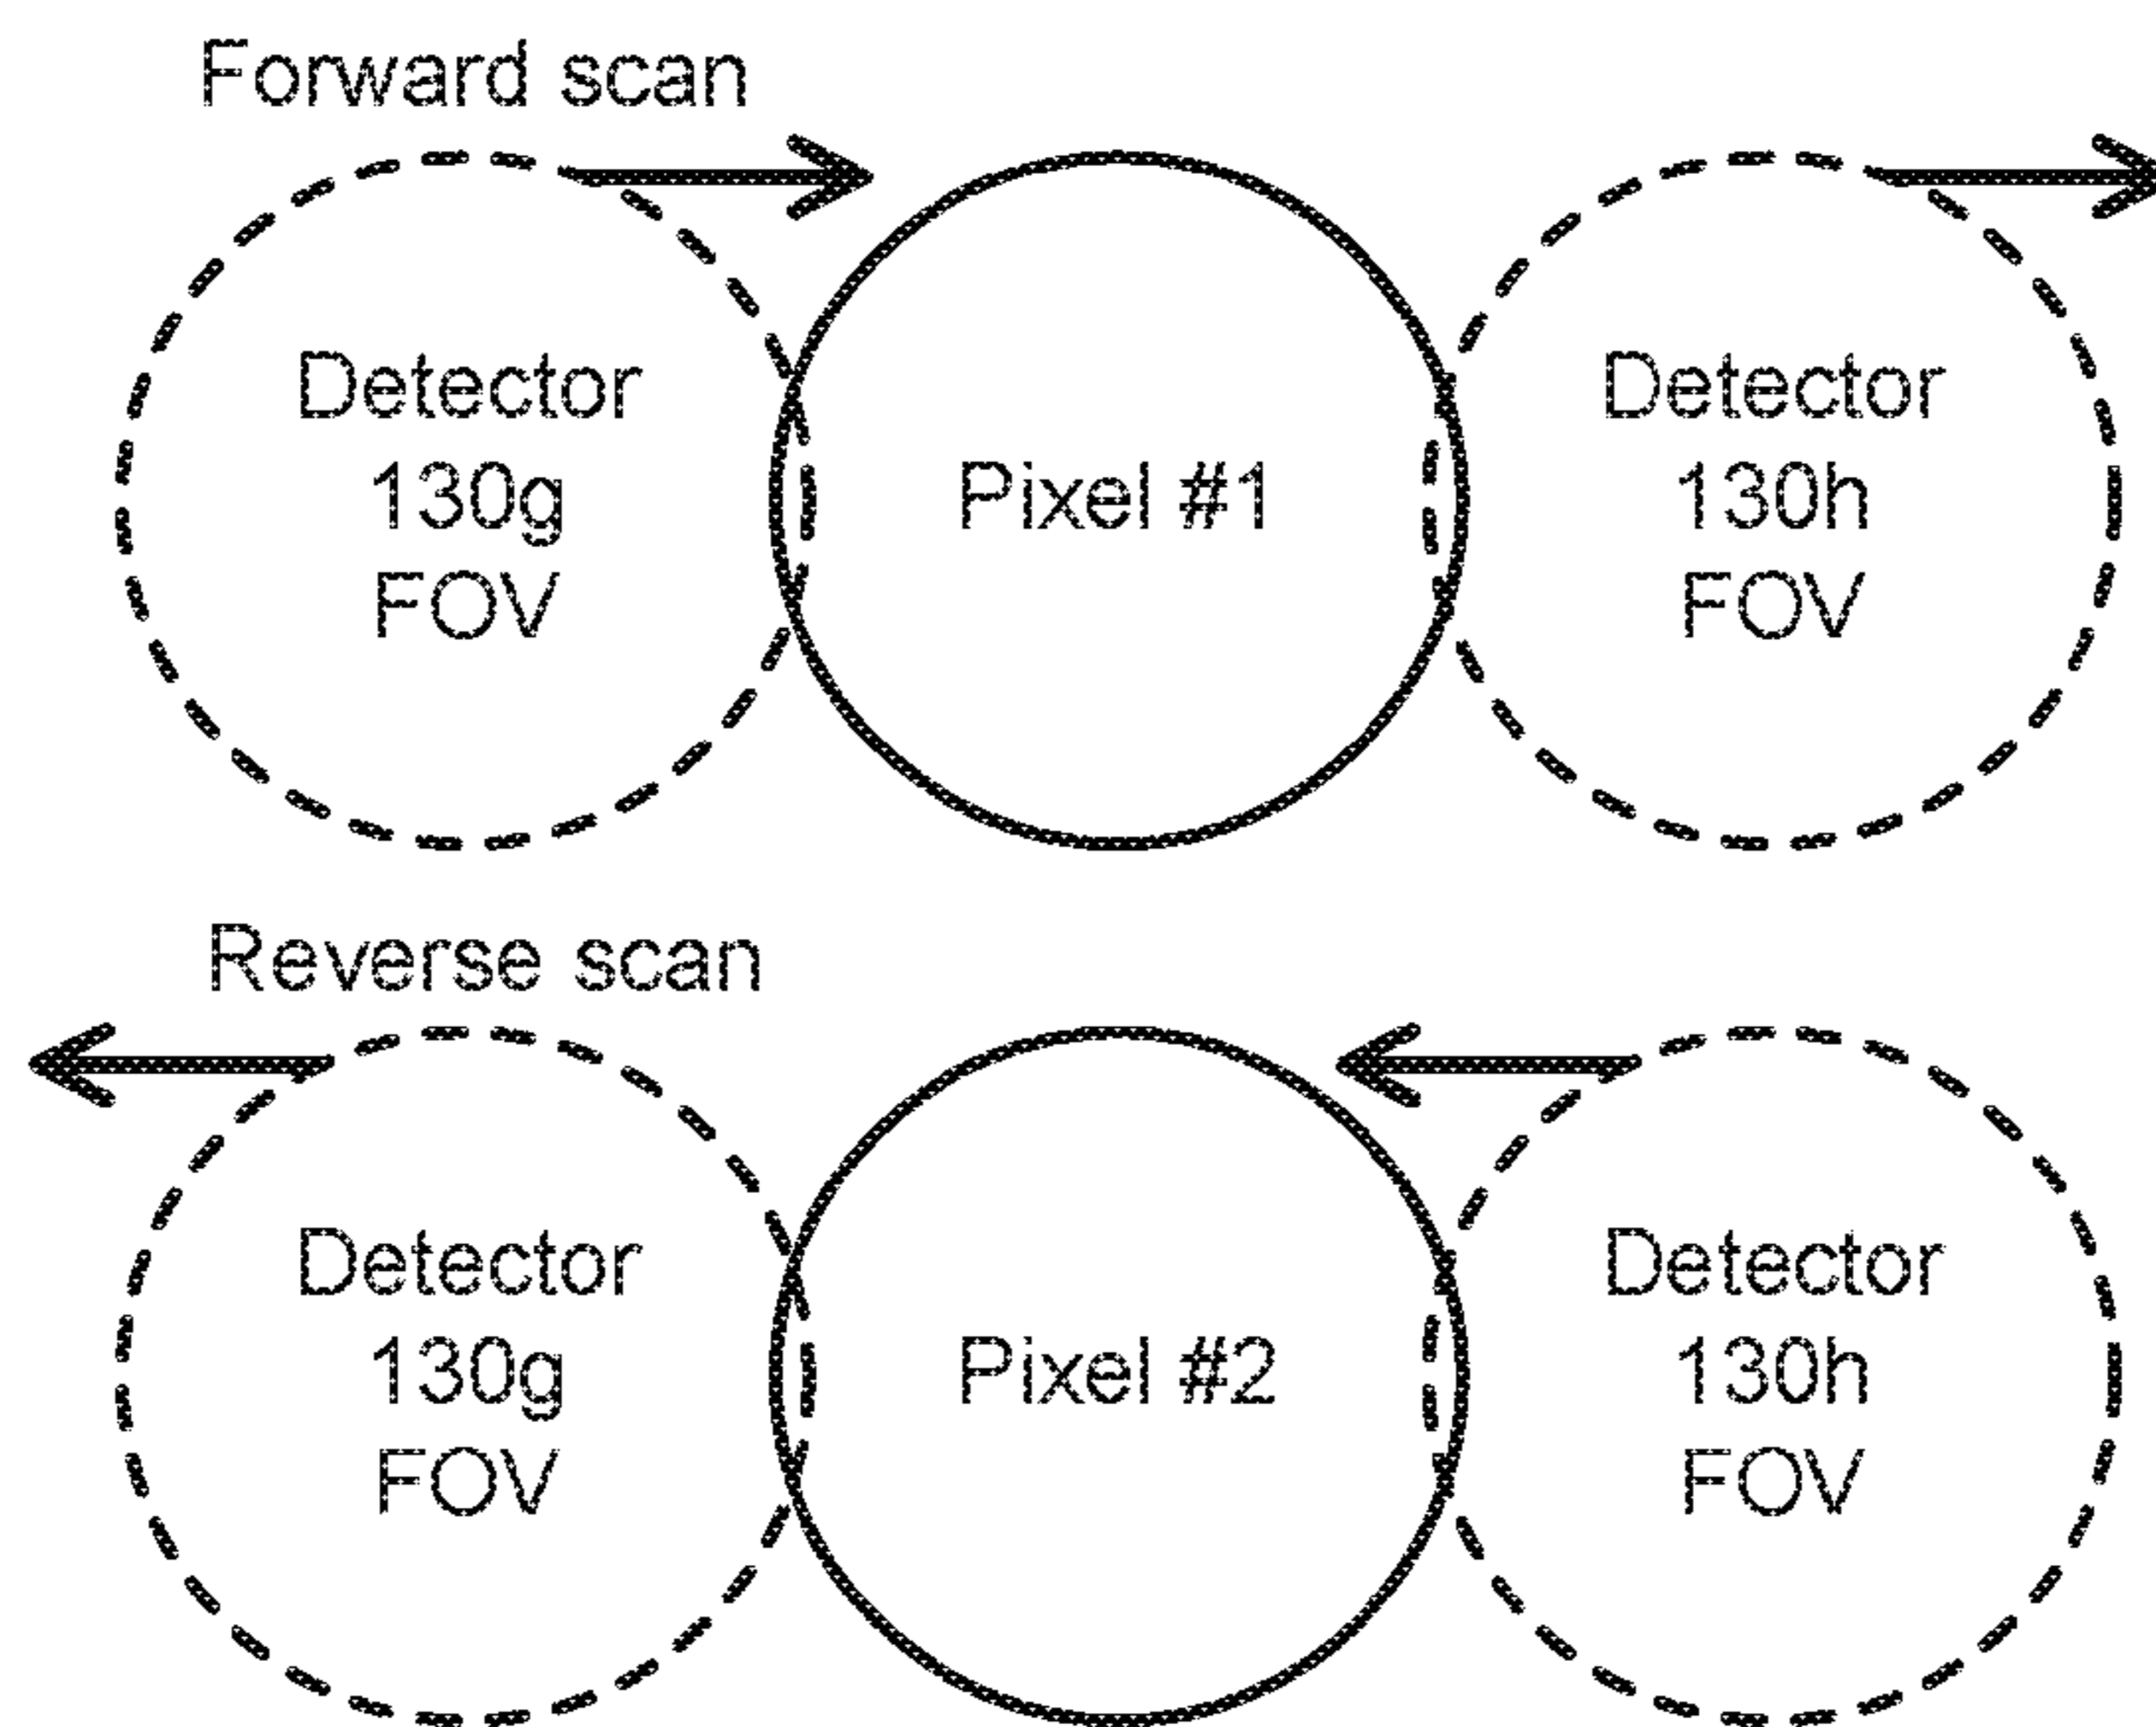 Forward scan
Detector
130g
FOV
Pixel #1
Detector
130h
FOV
Reverse scan
Detector
130g
FOV
Pixel #2
Detector
130h
FOV